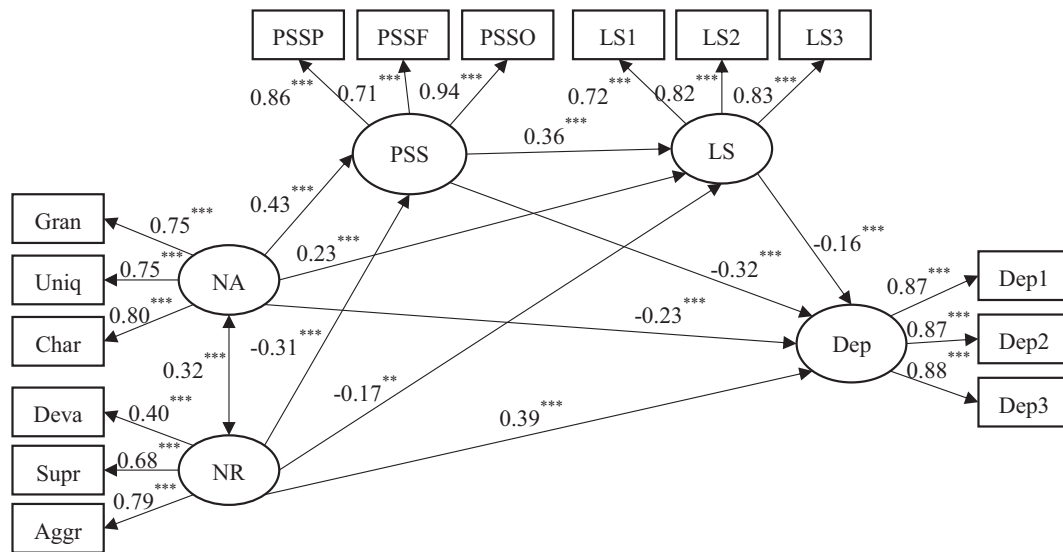 PSSP PSSF PSSO LS1 LS2 LS3
0.86*** 0.71*** 0.94*** 0.72*** 0.82*** 0.83***
PSS 0.36*** LS
Gran 0.75*** 0.43***
Uniq 0.75*** NA 0.23*** -0.32*** -0.16*** Dep1
Char 0.80*** -0.23*** 0.87***
0.32*** -0.31*** Dep 0.87*** Dep2
Deva 0.40*** -0.17** 0.39*** 0.88*** Dep3
Supr 0.68*** NR
Aggr 0.79***